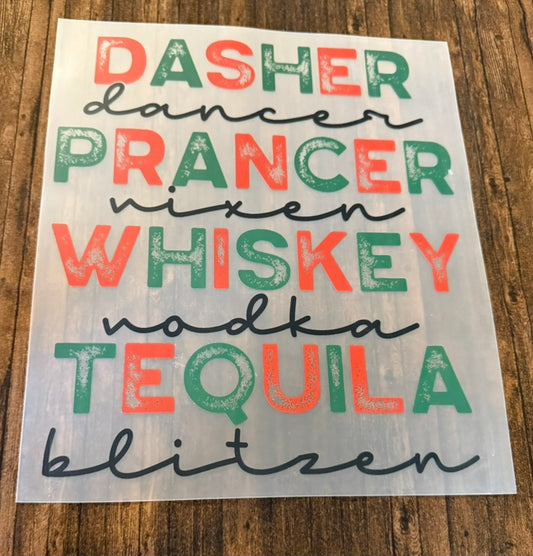 DASHER
dancer
PRANCER
vixen
WHISKEY
vodka
TEQUILA
blitzen